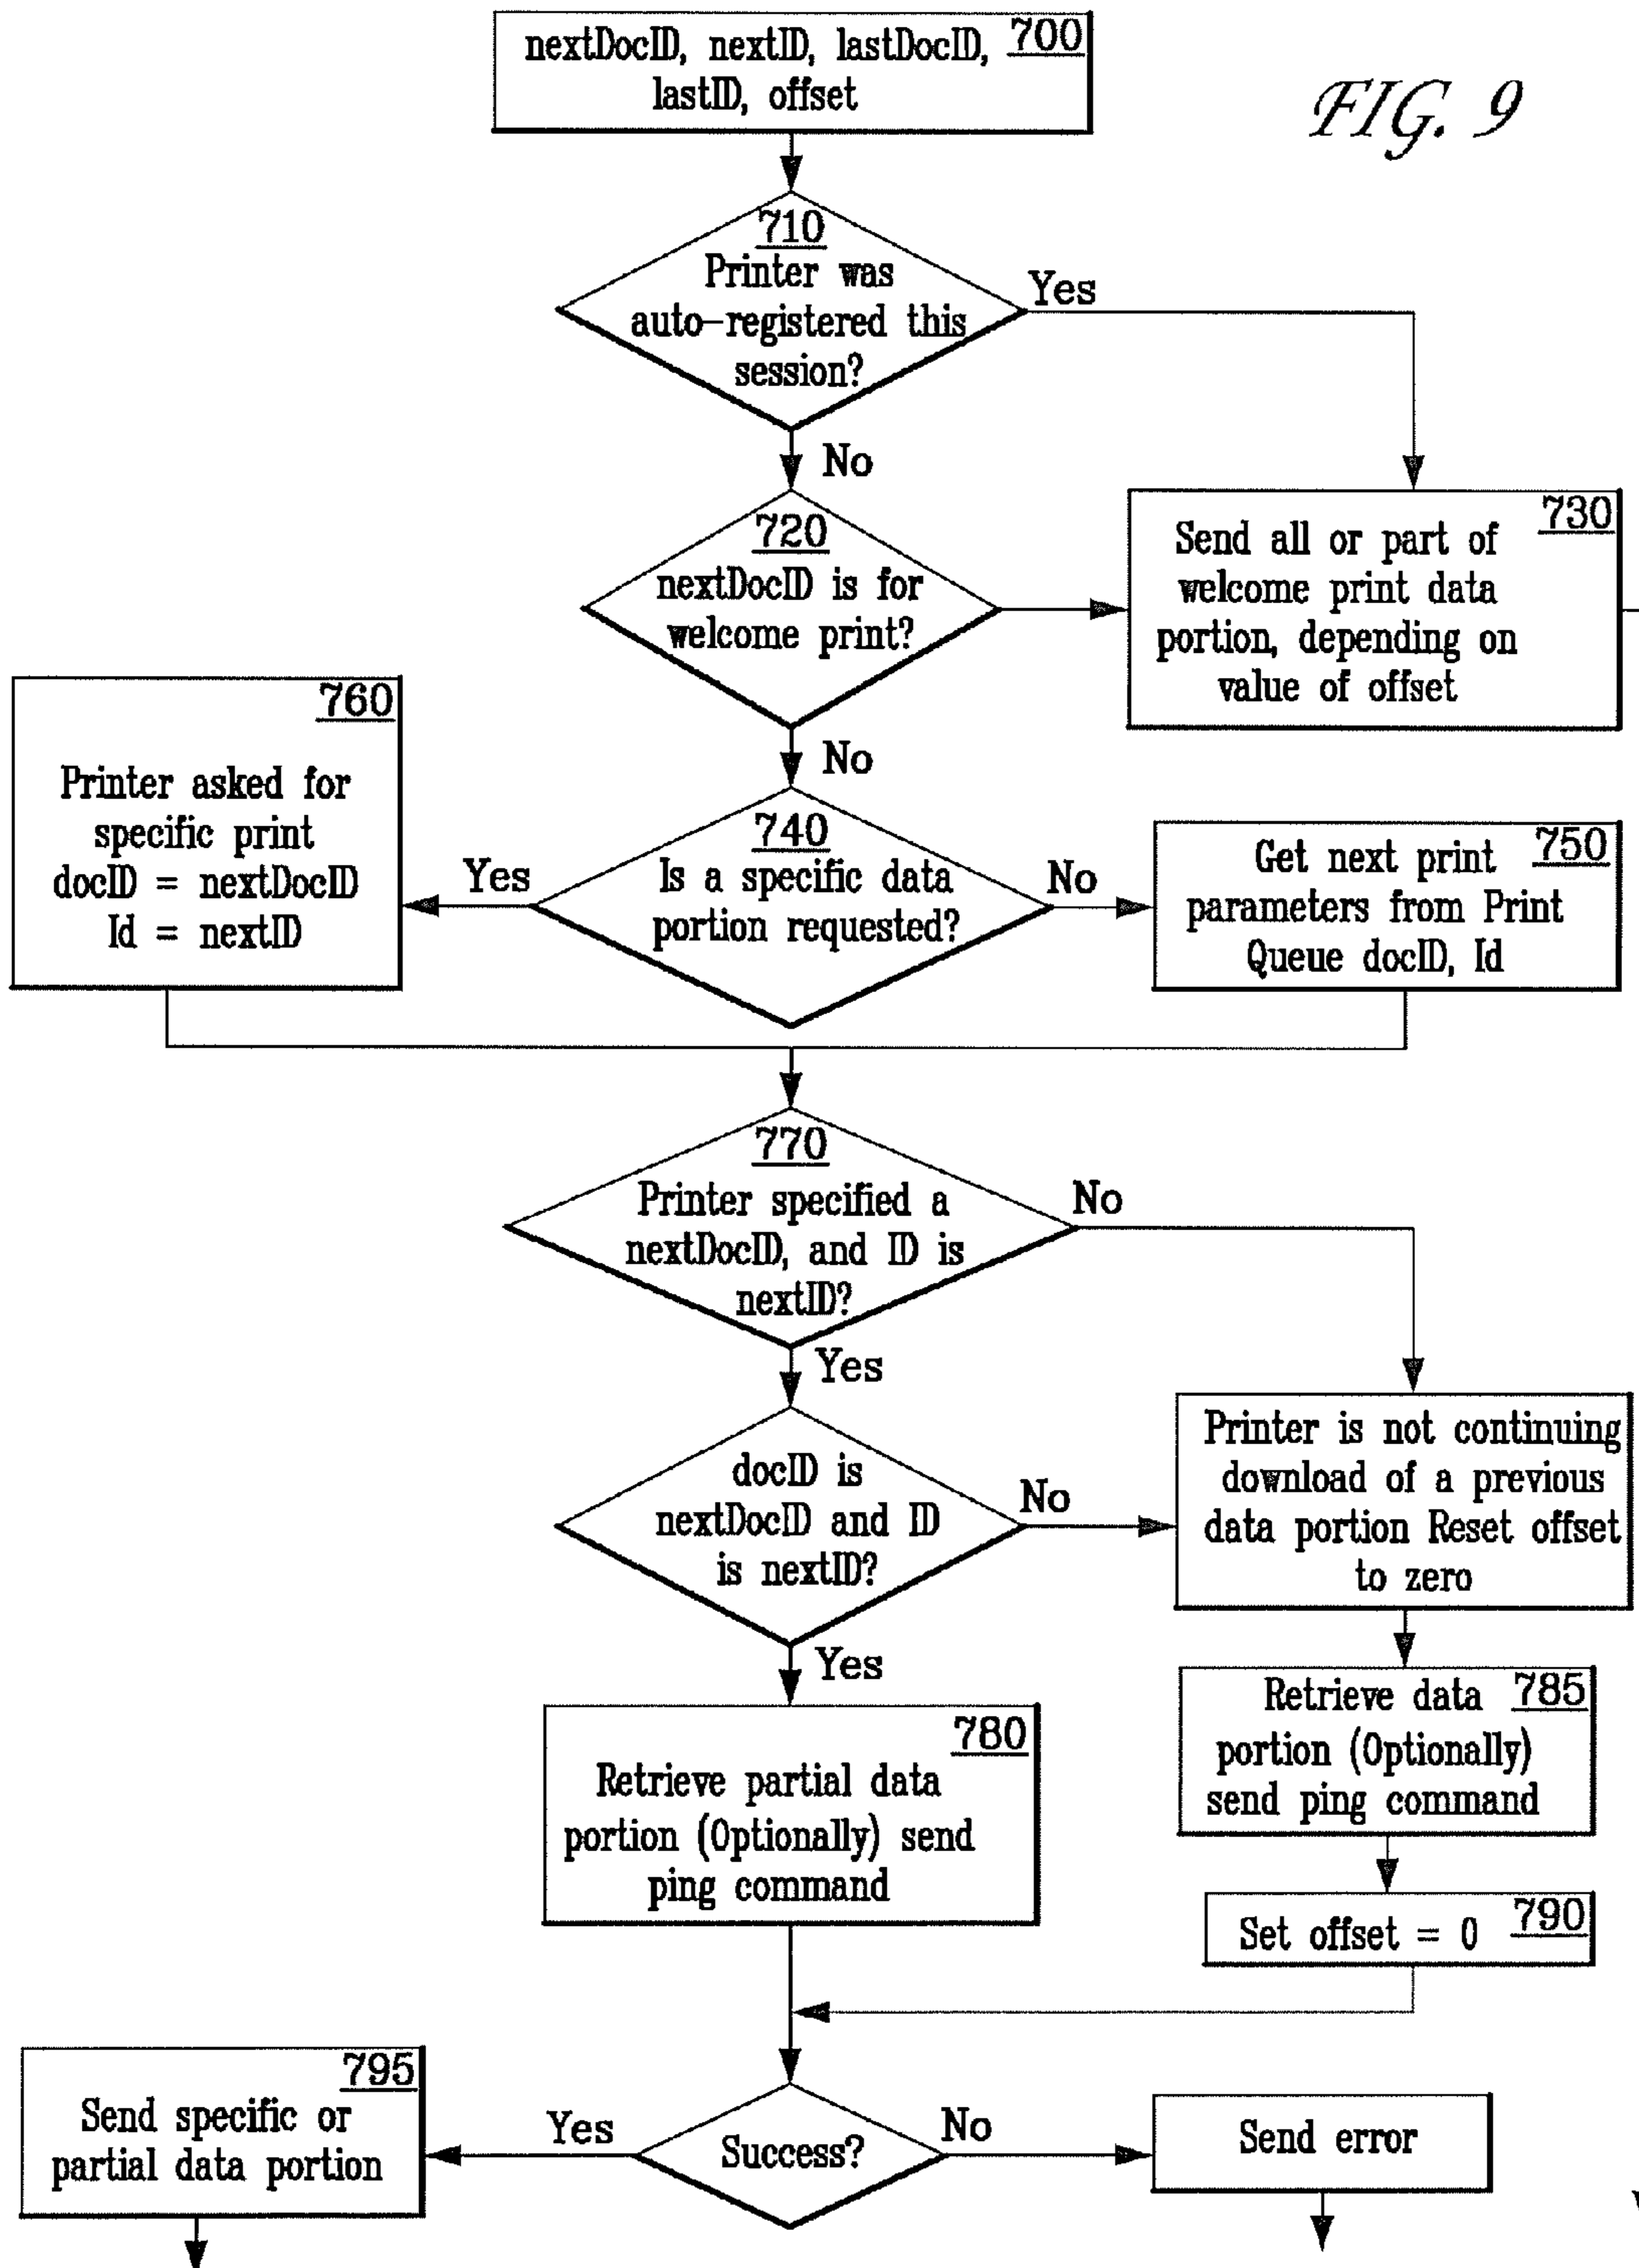 nextDocID, nextID, lastDocID, 700
lastID, offset
FIG. 9
710
Printer was
auto-registered this
session?
Yes
No
720
nextDocID is for
welcome print?
730
Send all or part of
welcome print data
portion, depending on
value of offset
No
760
Printer asked for
specific print
docID = nextDocID
Id = nextID
740
Is a specific data
portion requested?
Yes
No
Get next print 750
parameters from Print
Queue docID, Id
770
Printer specified a
nextDocID, and ID is
nextID?
No
Yes
docID is
nextDocID and ID
is nextID?
No
Printer is not continuing
download of a previous
data portion Reset offset
to zero
Yes
780
Retrieve partial data
portion (Optionally) send
ping command
Retrieve data 785
portion (Optionally)
send ping command
Set offset = 0 790
795
Send specific or
partial data portion
Yes
Success?
No
Send error